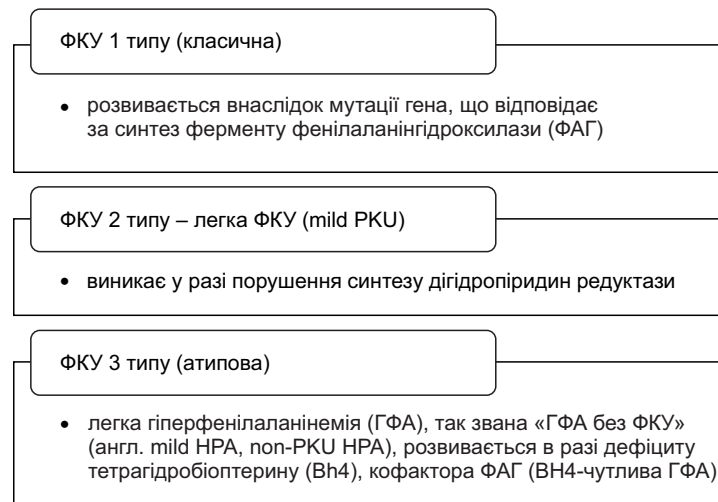 ФКУ 1 типу (класична)
• розвивається внаслідок мутації гена, що відповідає
за синтез ферменту фенілаланінгідроксилази (ФАГ)
ФКУ 2 типу – легка ФКУ (mild PKU)
• виникає у разі порушення синтезу дігідропіридин редуктази
ФКУ 3 типу (атипова)
• легка гіперфенілаланінемія (ГФА), так звана «ГФА без ФКУ»
(англ. mild HPA, non-PKU HPA), розвивається в разі дефіциту
тетрагідробіоптерину (Bh4), кофактора ФАГ (BH4-чутлива ГФА)